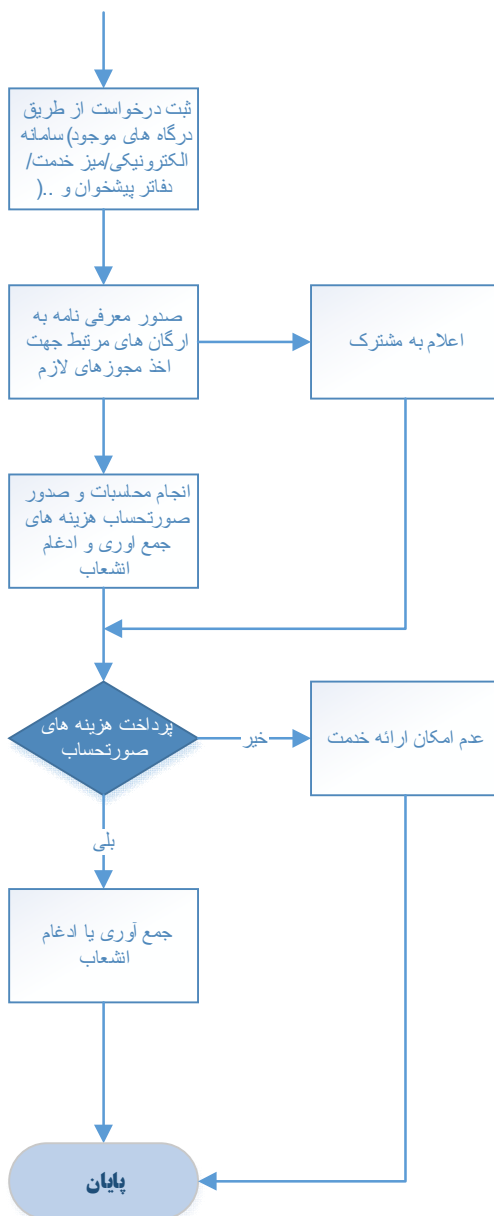 ثبت درخواست از طریق
درگاه های موجود)سامانه
الکترونیکی/میز خدمت/
دفاتر پیشخوان و ..(
صدور معرفی نامه به
ارگان های مرتبط جهت
اخذ مجوزهای لازم
اعلام به مشترک
انجام محاسبات و صدور
صورتحساب هزینه های
جمع اوری و ادغام
انشعاب
پرداخت هزینه های
صورتحساب
خیر
عدم امکان ارائه خدمت
بلی
جمع آوری یا ادغام
انشعاب
پایان